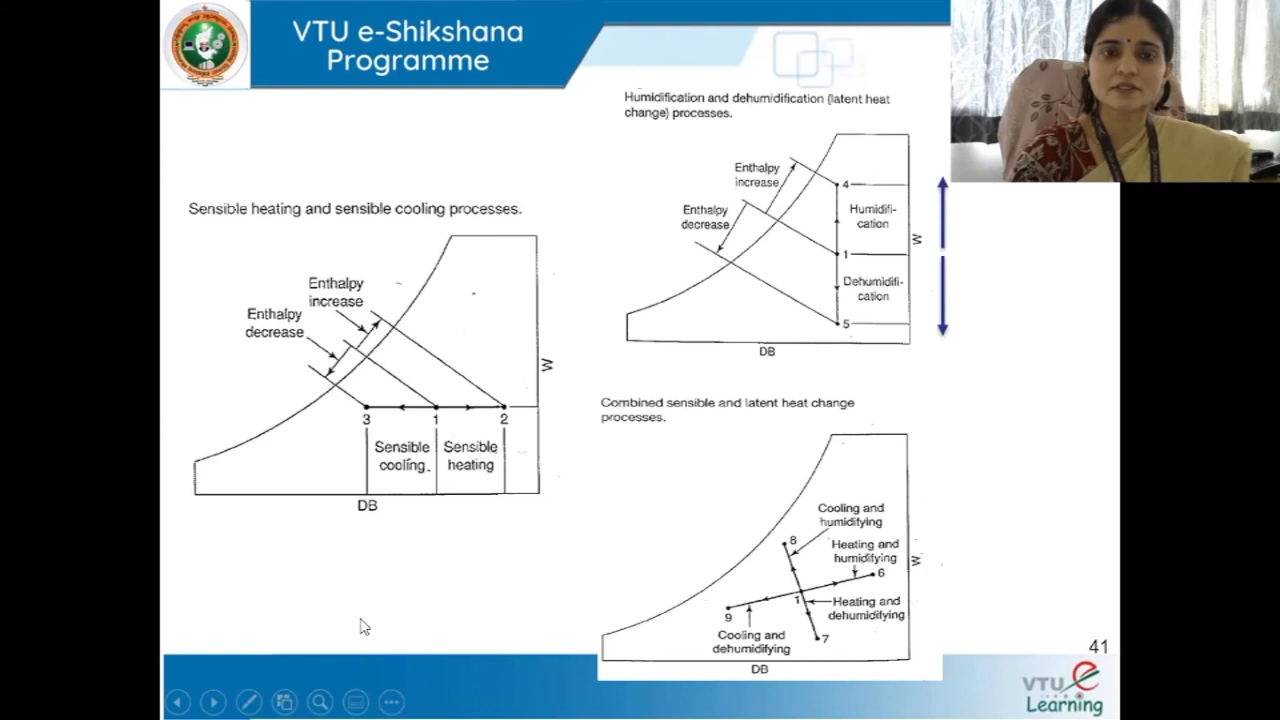 VTU e-Shikshana
Programme
Sensible heating and sensible cooling processes.
Enthalpy
increase
Enthalpy
decrease
W
3
1
2
Sensible
cooling
Sensible
heating
DB
Humidification and dehumidification (latent heat
change) processes.
Enthalpy
increase
4
Enthalpy
decrease
Humidifi-
cation
W
1
Dehumidifi-
cation
5
DB
Combined sensible and latent heat change
processes.
Cooling and
humidifying
8
Heating and
humidifying
W
6
1
Heating and
dehumidifying
9
7
Cooling and
dehumidifying
DB
41
VTU e
Learning